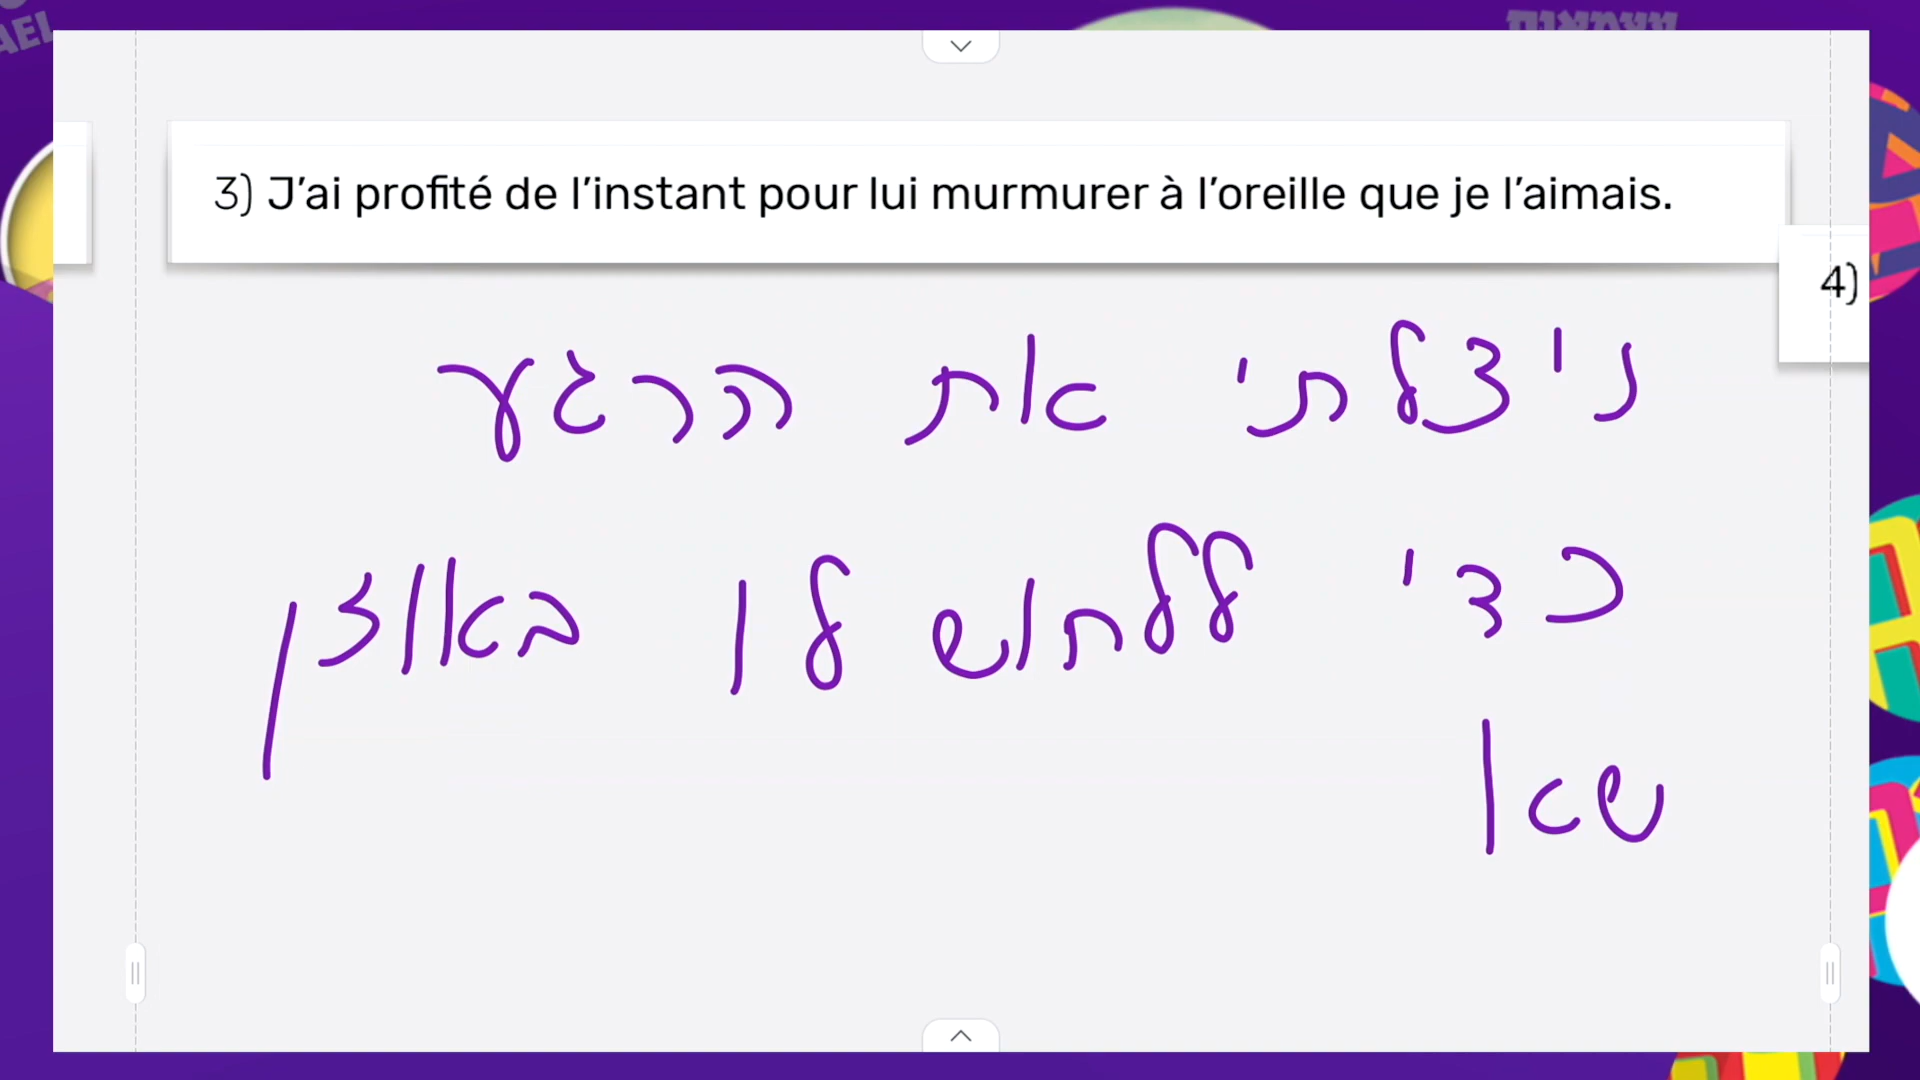 3) J'ai profité de l'instant pour lui murmurer à l'oreille que je l'aimais.
4)
ניצלתי את הרגע
כדי ללחוש לו באוזן
שא